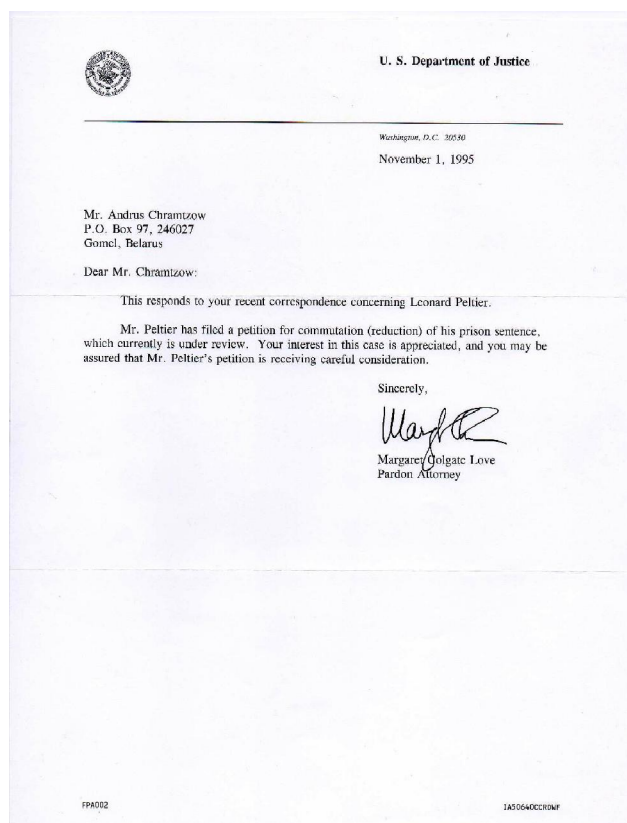 U. S. Department of Justice
Washington, D.C. 20530
November 1, 1995
Mr. Andrus Chramtzow
P.O. Box 97, 246027
Gomel, Belarus
Dear Mr. Chramtzow:
This responds to your recent correspondence concerning Leonard Peltier.
Mr. Peltier has filed a petition for commutation (reduction) of his prison sentence,
which currently is under review. Your interest in this case is appreciated, and you may be
assured that Mr. Peltier's petition is receiving careful consideration.
Sincerely,
Margaret Colgate Love
Pardon Attorney
FPA002
IA50640CCRDWF